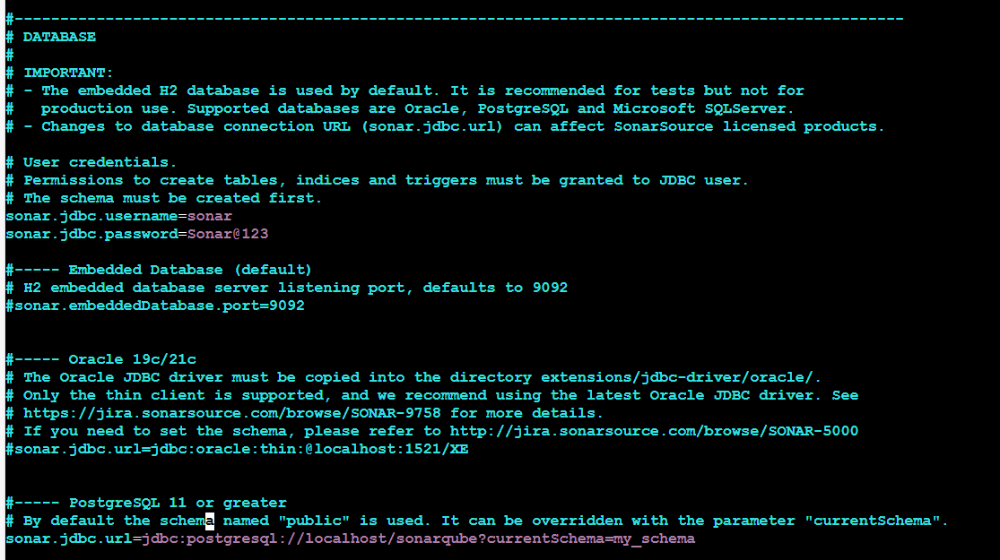 #--------------------------------------------------------------------------------------------------
# DATABASE
#
# IMPORTANT:
# - The embedded H2 database is used by default. It is recommended for tests but not for
#   production use. Supported databases are Oracle, PostgreSQL and Microsoft SQLServer.
# - Changes to database connection URL (sonar.jdbc.url) can affect SonarSource licensed products.
# User credentials.
# Permissions to create tables, indices and triggers must be granted to JDBC user.
# The schema must be created first.
sonar.jdbc.username=sonar
sonar.jdbc.password=Sonar@123
#----- Embedded Database (default)
# H2 embedded database server listening port, defaults to 9092
#sonar.embeddedDatabase.port=9092
#----- Oracle 19c/21c
# The Oracle JDBC driver must be copied into the directory extensions/jdbc-driver/oracle/.
# Only the thin client is supported, and we recommend using the latest Oracle JDBC driver. See
# https://jira.sonarsource.com/browse/SONAR-9758 for more details.
# If you need to set the schema, please refer to http://jira.sonarsource.com/browse/SONAR-5000
#sonar.jdbc.url=jdbc:oracle:thin:@localhost:1521/XE
#----- PostgreSQL 11 or greater
# By default the schema named "public" is used. It can be overridden with the parameter "currentSchema".
sonar.jdbc.url=jdbc:postgresql://localhost/sonarqube?currentSchema=my_schema